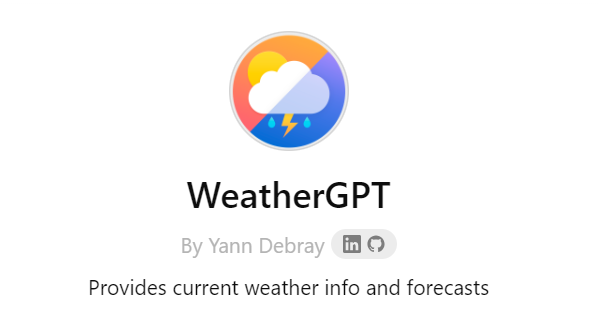 WeatherGPT
By Yann Debray
Provides current weather info and forecasts